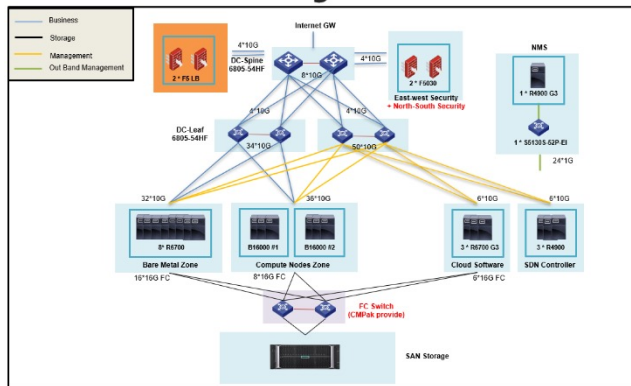 Business
Storage
Management
Out Band Management
Internet GW
4*10G
DC-Spine
6805-54HF
8*10G
4*10G
2 * F5 LB
2 * F5030
East-west Security
+ North-South Security
NMS
1 * R4900 G3
1 * S5130S-52P-EI
24*1G
4*10G
4*10G
DC-Leaf
6805-54HF
34*10G
50*10G
32*10G
36*10G
6*10G
6*10G
8* R6700
B16000 #1
B16000 #2
3 * R6700 G3
3 * R4900
Bare Metal Zone
Compute Nodes Zone
Cloud Software
SDN Controller
16*16G FC
8*16G FC
6*16G FC
FC Switch
(CMPak provide)
SAN Storage